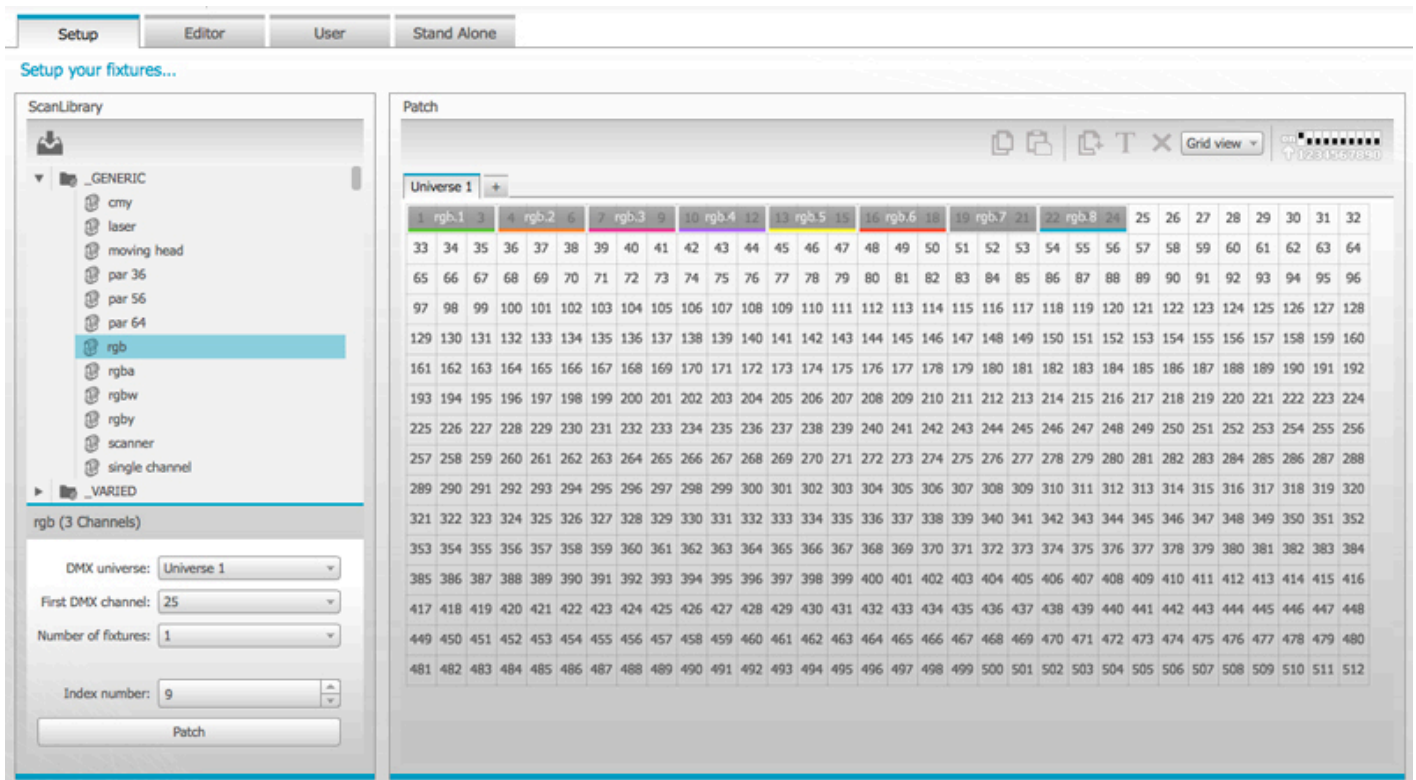 Setup Editor User Stand Alone
Setup your fixtures...
ScanLibrary
_GENERIC
cmy
laser
moving head
par 36
par 56
par 64
rgb
rgba
rgbw
rgby
scanner
single channel
_VARIED
rgb (3 Channels)
DMX universe: Universe 1
First DMX channel: 25
Number of fixtures: 1
Index number: 9
Patch
Patch
T Grid view on 1234567890
Universe 1 +
1 rgb.1 3 4 rgb.2 6 7 rgb.3 9 10 rgb.4 12 13 rgb.5 15 16 rgb.6 18 19 rgb.7 21 22 rgb.8 24 25 26 27 28 29 30 31 32
33 34 35 36 37 38 39 40 41 42 43 44 45 46 47 48 49 50 51 52 53 54 55 56 57 58 59 60 61 62 63 64
65 66 67 68 69 70 71 72 73 74 75 76 77 78 79 80 81 82 83 84 85 86 87 88 89 90 91 92 93 94 95 96
97 98 99 100 101 102 103 104 105 106 107 108 109 110 111 112 113 114 115 116 117 118 119 120 121 122 123 124 125 126 127 128
129 130 131 132 133 134 135 136 137 138 139 140 141 142 143 144 145 146 147 148 149 150 151 152 153 154 155 156 157 158 159 160
161 162 163 164 165 166 167 168 169 170 171 172 173 174 175 176 177 178 179 180 181 182 183 184 185 186 187 188 189 190 191 192
193 194 195 196 197 198 199 200 201 202 203 204 205 206 207 208 209 210 211 212 213 214 215 216 217 218 219 220 221 222 223 224
225 226 227 228 229 230 231 232 233 234 235 236 237 238 239 240 241 242 243 244 245 246 247 248 249 250 251 252 253 254 255 256
257 258 259 260 261 262 263 264 265 266 267 268 269 270 271 272 273 274 275 276 277 278 279 280 281 282 283 284 285 286 287 288
289 290 291 292 293 294 295 296 297 298 299 300 301 302 303 304 305 306 307 308 309 310 311 312 313 314 315 316 317 318 319 320
321 322 323 324 325 326 327 328 329 330 331 332 333 334 335 336 337 338 339 340 341 342 343 344 345 346 347 348 349 350 351 352
353 354 355 356 357 358 359 360 361 362 363 364 365 366 367 368 369 370 371 372 373 374 375 376 377 378 379 380 381 382 383 384
385 386 387 388 389 390 391 392 393 394 395 396 397 398 399 400 401 402 403 404 405 406 407 408 409 410 411 412 413 414 415 416
417 418 419 420 421 422 423 424 425 426 427 428 429 430 431 432 433 434 435 436 437 438 439 440 441 442 443 444 445 446 447 448
449 450 451 452 453 454 455 456 457 458 459 460 461 462 463 464 465 466 467 468 469 470 471 472 473 474 475 476 477 478 479 480
481 482 483 484 485 486 487 488 489 490 491 492 493 494 495 496 497 498 499 500 501 502 503 504 505 506 507 508 509 510 511 512